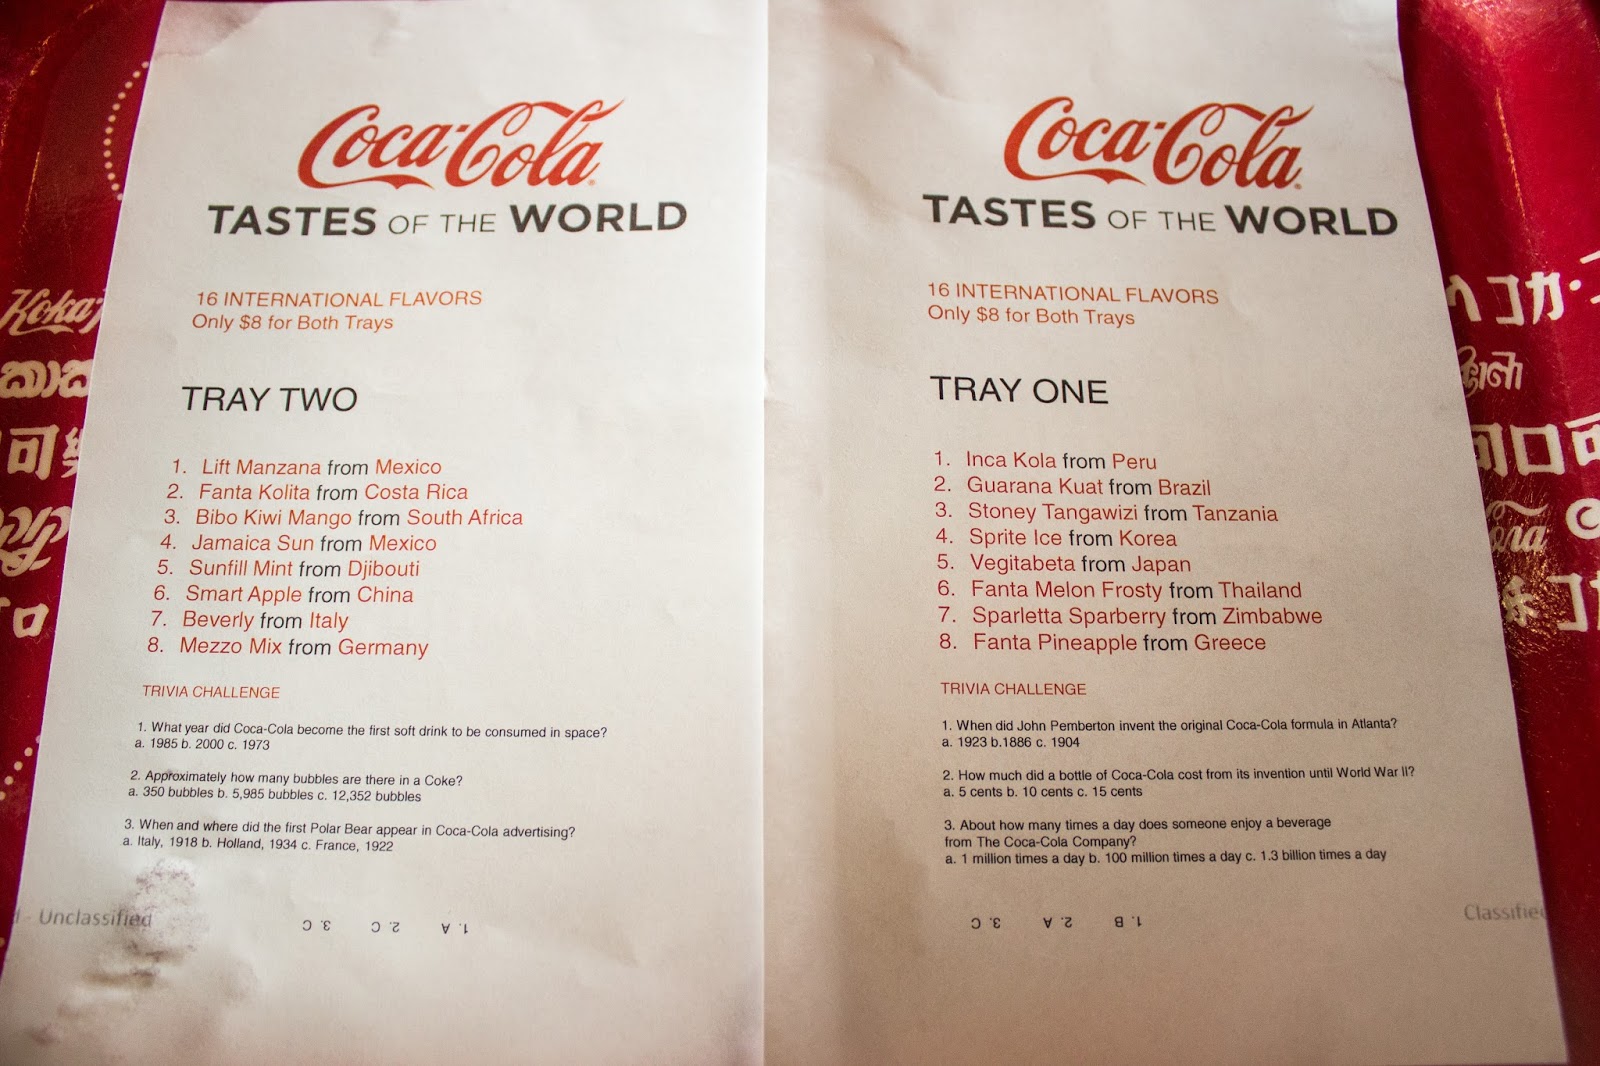 Coca-Cola
TASTES OF THE WORLD
16 INTERNATIONAL FLAVORS
Only $8 for Both Trays
TRAY TWO
1. Lift Manzana from Mexico
2. Fanta Kolita from Costa Rica
3. Bibo Kiwi Mango from South Africa
4. Jamaica Sun from Mexico
5. Sunfill Mint from Djibouti
6. Smart Apple from China
7. Beverly from Italy
8. Mezzo Mix from Germany
TRIVIA CHALLENGE
1. What year did Coca-Cola become the first soft drink to be consumed in space?
a. 1985 b. 2000 c. 1973
2. Approximately how many bubbles are there in a Coke?
a. 350 bubbles b. 5,985 bubbles c. 12,352 bubbles
3. When and where did the first Polar Bear appear in Coca-Cola advertising?
a. Italy, 1918 b. Holland, 1934 c. France, 1922
- Unclassified
1. A 2. C 3. C
Coca-Cola
TASTES OF THE WORLD
16 INTERNATIONAL FLAVORS
Only $8 for Both Trays
TRAY ONE
1. Inca Kola from Peru
2. Guarana Kuat from Brazil
3. Stoney Tangawizi from Tanzania
4. Sprite Ice from Korea
5. Vegitabeta from Japan
6. Fanta Melon Frosty from Thailand
7. Sparletta Sparberry from Zimbabwe
8. Fanta Pineapple from Greece
TRIVIA CHALLENGE
1. When did John Pemberton invent the original Coca-Cola formula in Atlanta?
a. 1923 b.1886 c. 1904
2. How much did a bottle of Coca-Cola cost from its invention until World War II?
a. 5 cents b. 10 cents c. 15 cents
3. About how many times a day does someone enjoy a beverage
from The Coca-Cola Company?
a. 1 million times a day b. 100 million times a day c. 1.3 billion times a day
1. B 2. A 3. C
Classifie
Koka